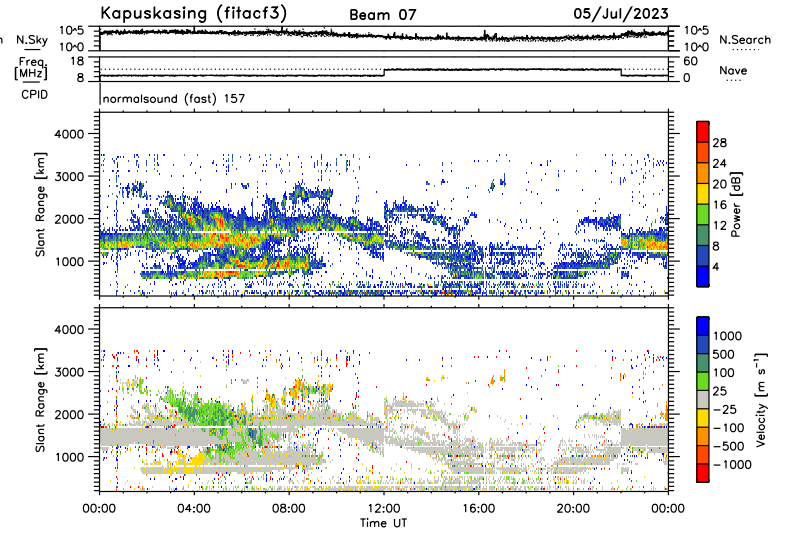 Kapuskasing (fitacf3) Beam 07 05/Jul/2023
n N.Sky 10^5 10^0 10^5 10^0 N.Search
Freq. [MHz] 18 8 60 0 Nave
CPID normalsound (fast) 157
Slant Range [km] 4000 3000 2000 1000
28 24 20 16 12 8 4 Power [dB]
Slant Range [km] 4000 3000 2000 1000
1000 500 100 25 -25 -100 -500 -1000 Velocity [m s⁻¹]
00:00 04:00 08:00 12:00 16:00 20:00 00:00
Time UT